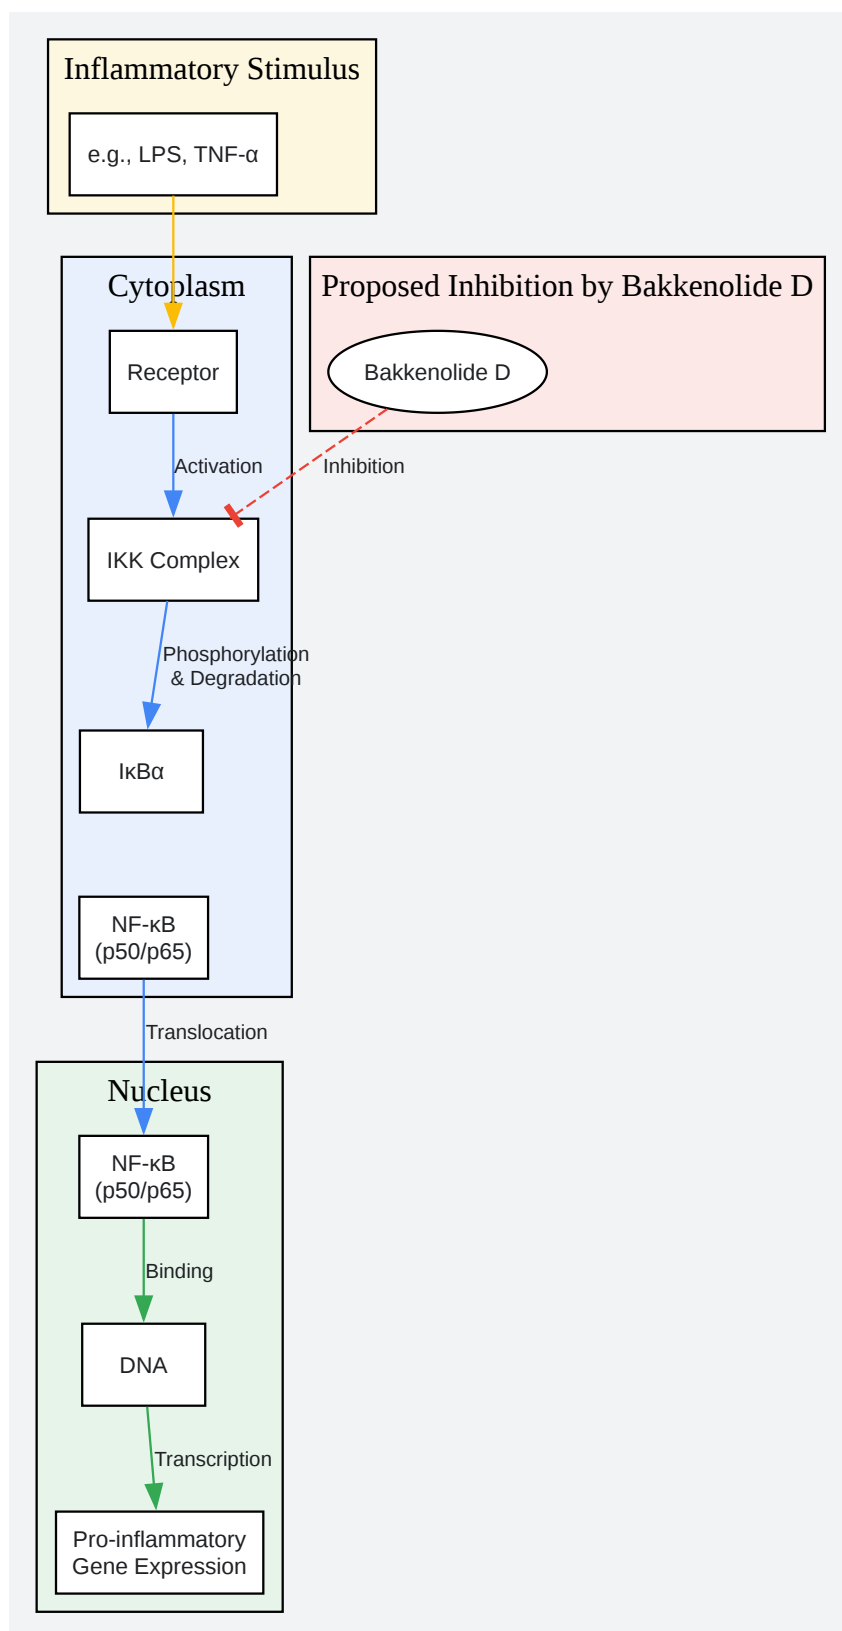 Inflammatory Stimulus
e.g., LPS, TNF-α
Cytoplasm
Proposed Inhibition by Bakkenolide D
Receptor
Bakkenolide D
Activation
Inhibition
IKK Complex
Phosphorylation
& Degradation
IκBα
NF-κB
(p50/p65)
Translocation
Nucleus
NF-κB
(p50/p65)
Binding
DNA
Transcription
Pro-inflammatory
Gene Expression